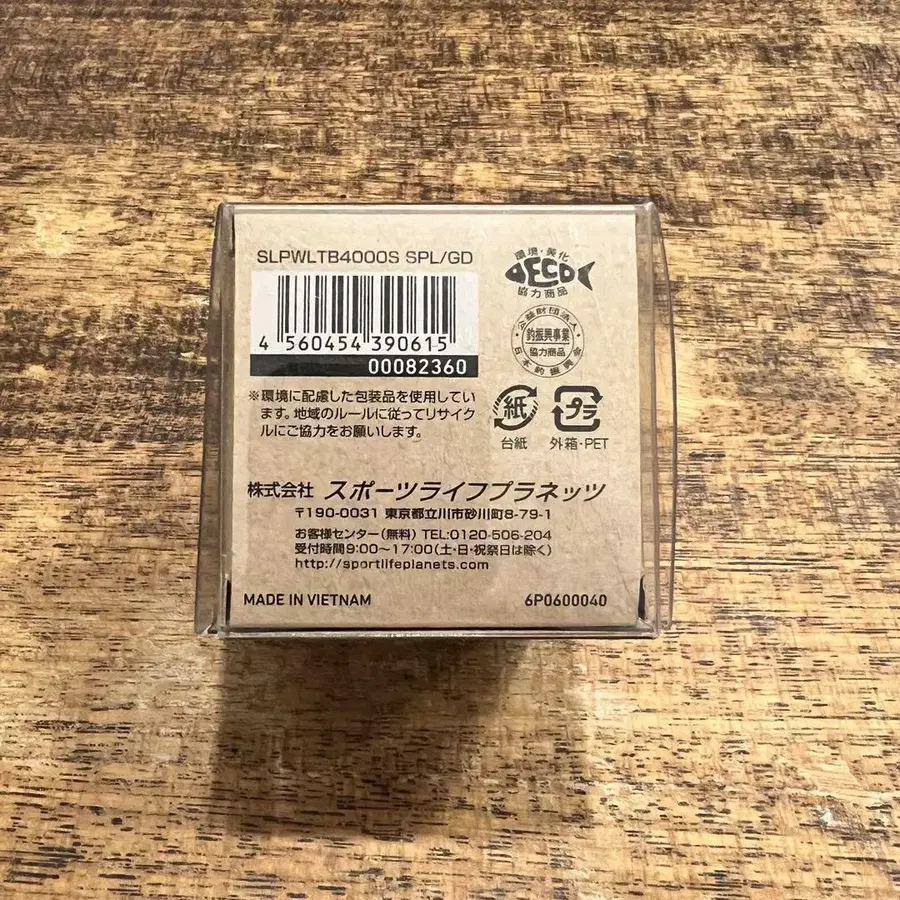 SLPWLTB4000S SPL/GD
4 560454 390615
00082360
環境・美化
ECO
協力商品
公益財団法人
釣振興事業
協力商品
日本釣振興会
※環境に配慮した包装品を使用してい
ます。地域のルールに従ってリサイク
ルにご協力をお願いします。
紙
台紙
プラ
外箱・PET
株式会社 スポーツライフプラネッツ
〒190-0031 東京都立川市砂川町8-79-1
お客様センター(無料) TEL:0120-506-204
受付時間9:00〜17:00(土・日・祝祭日は除く)
http://sportlifeplanets.com
MADE IN VIETNAM
6P0600040